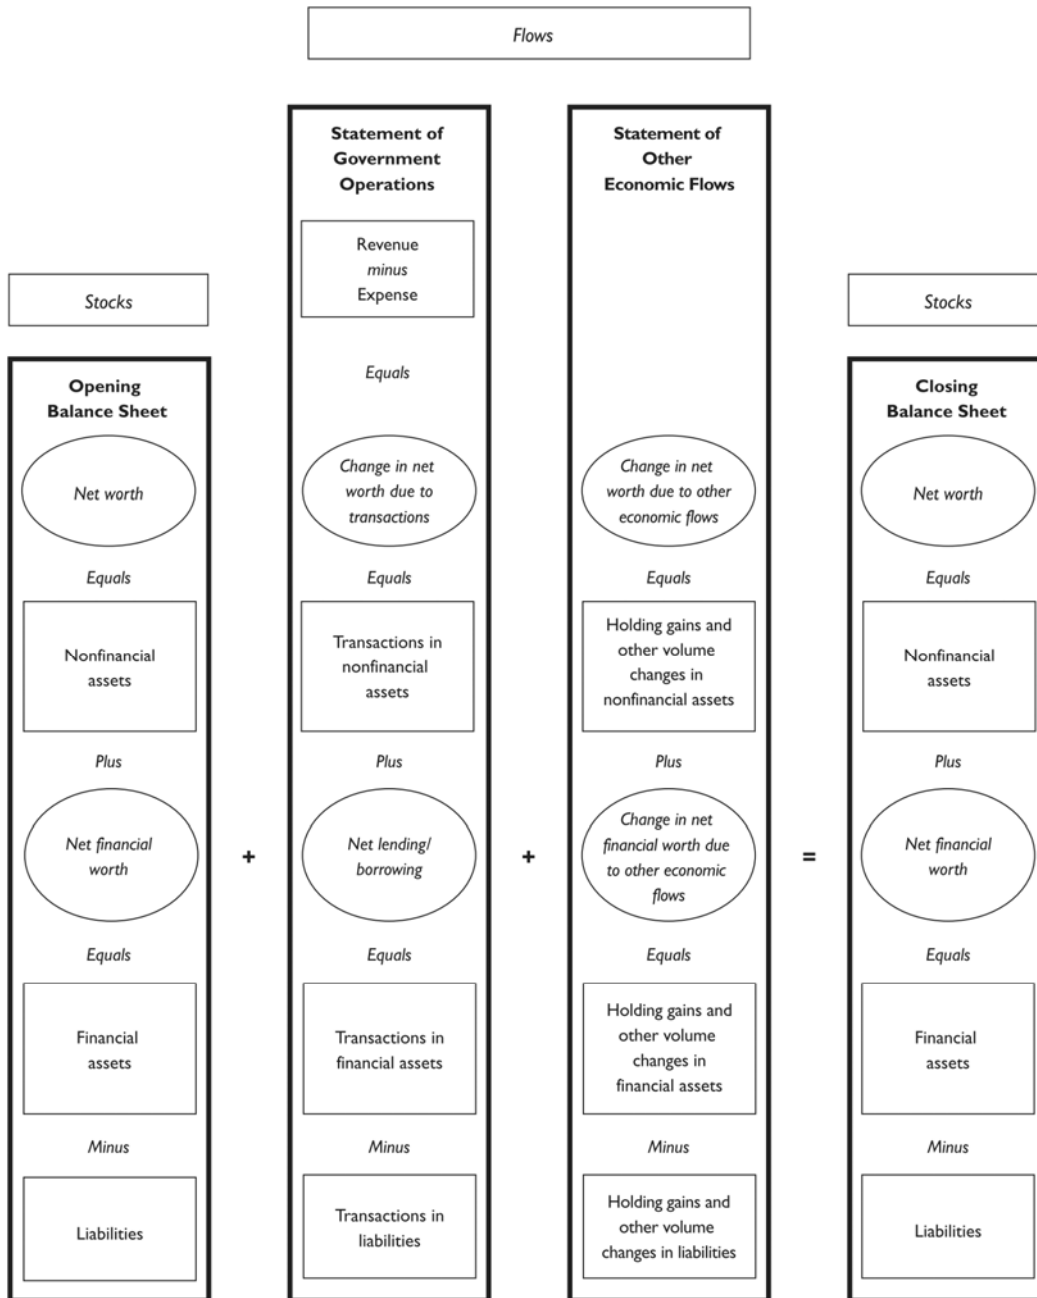 Flows
Statement of
Government
Operations
Revenue
minus
Expense
Equals
Change in net
worth due to
transactions
Equals
Transactions in
nonfinancial
assets
Plus
Net lending/
borrowing
Equals
Transactions in
financial assets
Minus
Transactions in
liabilities
Statement of
Other
Economic Flows
Change in net
worth due to other
economic flows
Equals
Holding gains and
other volume
changes in
nonfinancial assets
Plus
Change in net
financial worth due
to other economic
flows
Equals
Holding gains and
other volume
changes in
financial assets
Minus
Holding gains and
other volume
changes in liabilities
Stocks
Opening
Balance Sheet
Net worth
Equals
Nonfinancial
assets
Plus
Net financial
worth
Equals
Financial
assets
Minus
Liabilities
+
+
=
Stocks
Closing
Balance Sheet
Net worth
Equals
Nonfinancial
assets
Plus
Net financial
worth
Equals
Financial
assets
Minus
Liabilities